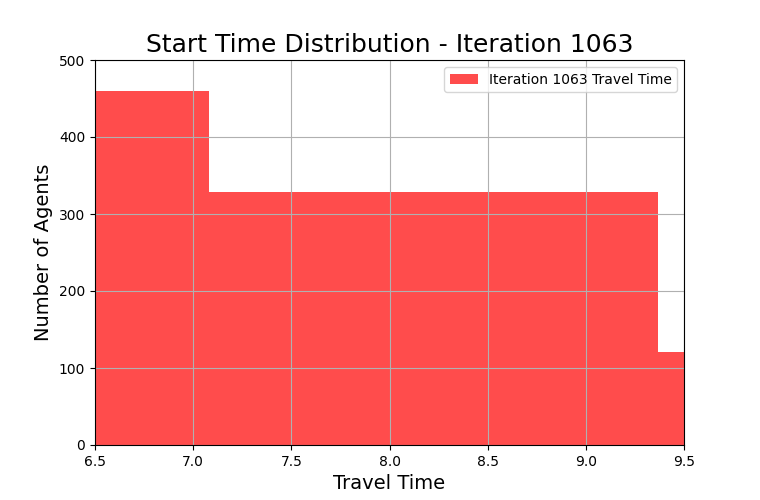 Start Time Distribution - Iteration 1063
Iteration 1063 Travel Time
Number of Agents
500
400
300
200
100
0
6.5 7.0 7.5 8.0 8.5 9.0 9.5
Travel Time